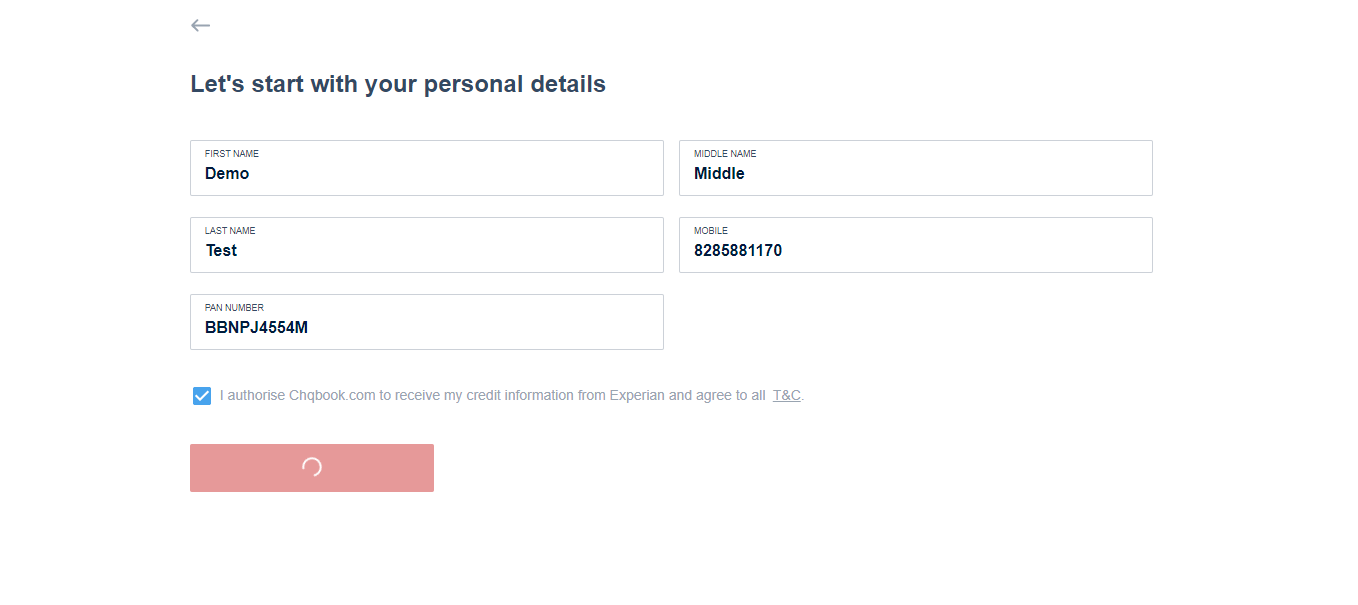 Let's start with your personal details
FIRST NAME
Demo
MIDDLE NAME
Middle
LAST NAME
Test
MOBILE
8285881170
PAN NUMBER
BBNPJ4554M
I authorise Chqbook.com to receive my credit information from Experian and agree to all T&C.